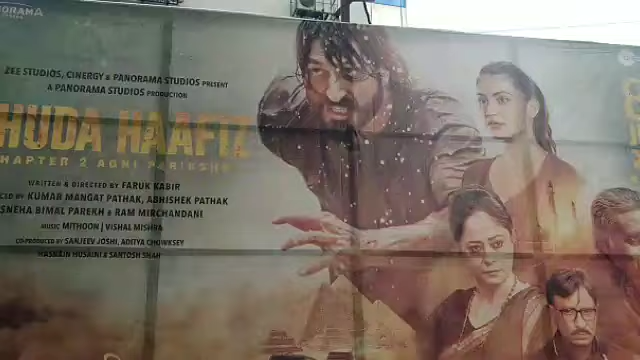 NORAMA
ZEE STUDIOS, CINERGY & PANORAMA STUDIOS PRESENT
A PANORAMA STUDIOS PRODUCTION
HUDA HAAFIZ
HAPTER 2 AGNI PARIKSHA
WRITTEN & DIRECTED BY FARUK KABIR
CED BY KUMAR MANGAT PATHAK, ABHISHEK PATHAK
SNEHA BIMAL PAREKH & RAM MIRCHANDANI
MUSIC MITHOON | VISHAL MISHRA
CO-PRODUCED BY SANJEEV JOSHI, ADITYA CHOWKSEY
HASNAIN HUSAINI & SANTOSH SHAH